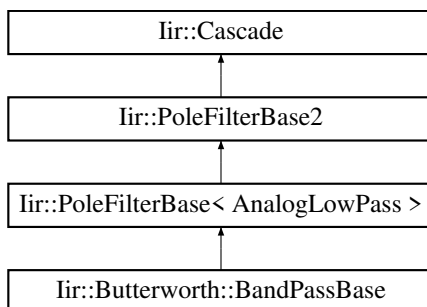 Iir::Cascade
Iir::PoleFilterBase2
Iir::PoleFilterBase< AnalogLowPass >
Iir::Butterworth::BandPassBase